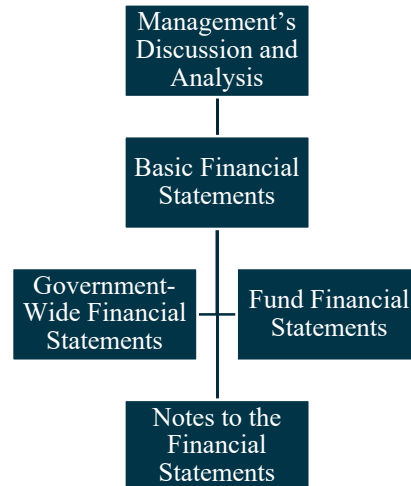 Management’s
Discussion and
Analysis
Basic Financial
Statements
Government-
Wide Financial
Statements
Fund Financial
Statements
Notes to the
Financial
Statements